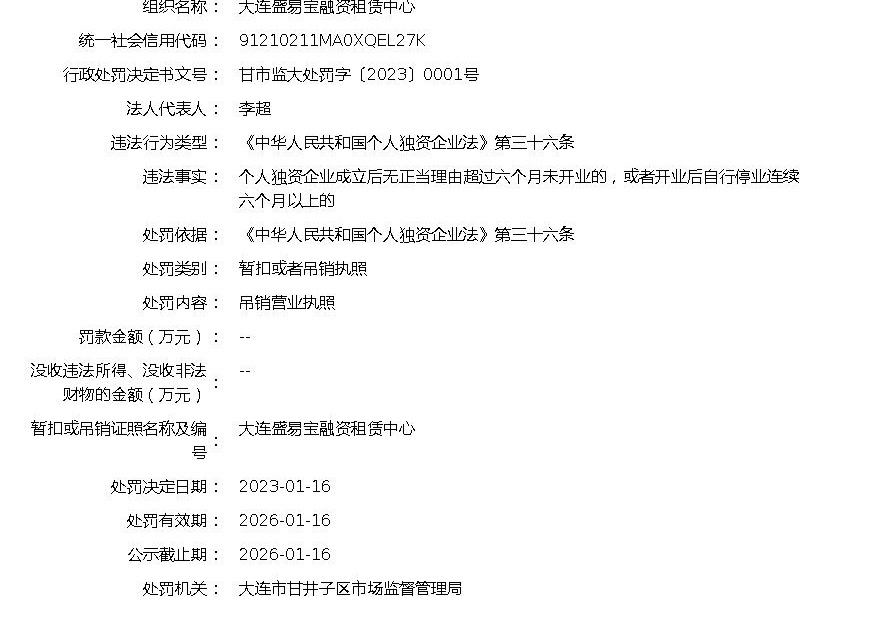 组织名称： 大连盛易宝融资租赁中心
统一社会信用代码： 91210211MA0XQEL27K
行政处罚决定书文号： 甘市监大处罚字〔2023〕0001号
法人代表人： 李超
违法行为类型： 《中华人民共和国个人独资企业法》第三十六条
违法事实： 个人独资企业成立后无正当理由超过六个月未开业的，或者开业后自行停业连续
六个月以上的
处罚依据： 《中华人民共和国个人独资企业法》第三十六条
处罚类别： 暂扣或者吊销执照
处罚内容： 吊销营业执照
罚款金额（万元）： --
没收违法所得、没收非法
财物的金额（万元）： --
暂扣或吊销证照名称及编
号： 大连盛易宝融资租赁中心
处罚决定日期： 2023-01-16
处罚有效期： 2026-01-16
公示截止期： 2026-01-16
处罚机关： 大连市甘井子区市场监督管理局